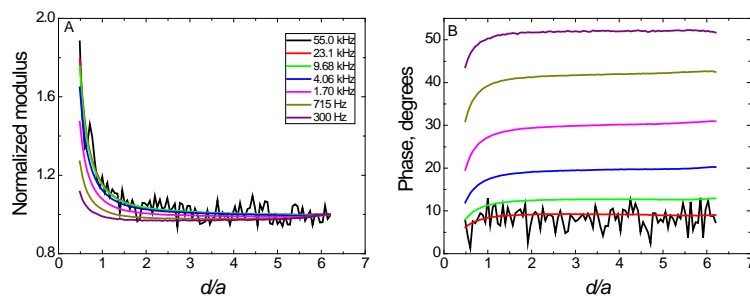 A
B
Normalized modulus
2.0
1.6
1.2
0.8
0 1 2 3 4 5 6 7
d/a
55.0 kHz
23.1 kHz
9.68 kHz
4.06 kHz
1.70 kHz
715 Hz
300 Hz
Phase, degrees
50
40
30
20
10
0
0 1 2 3 4 5 6 7
d/a